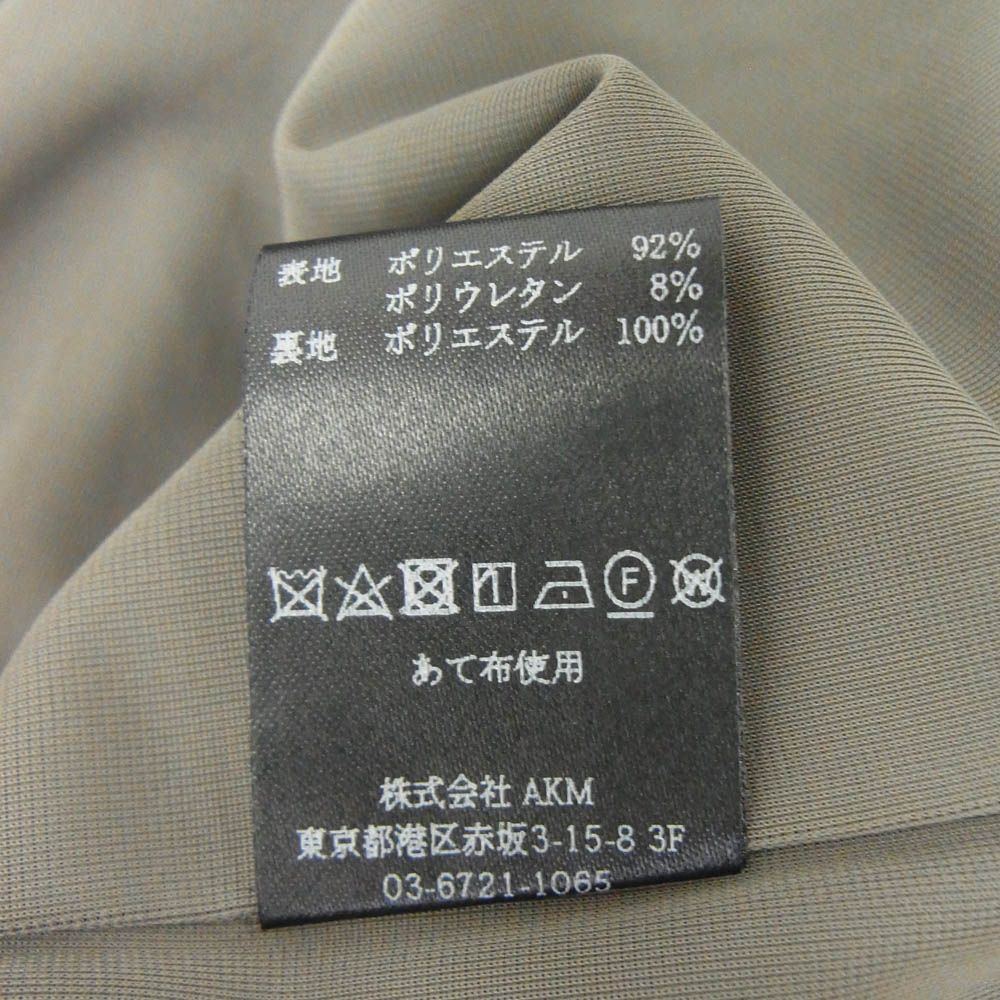 表地 ポリエステル 92%
ポリウレタン 8%
裏地 ポリエステル 100%
F W
あて布使用
株式会社 AKM
東京都港区赤坂3-15-8 3F
03-6721-1065